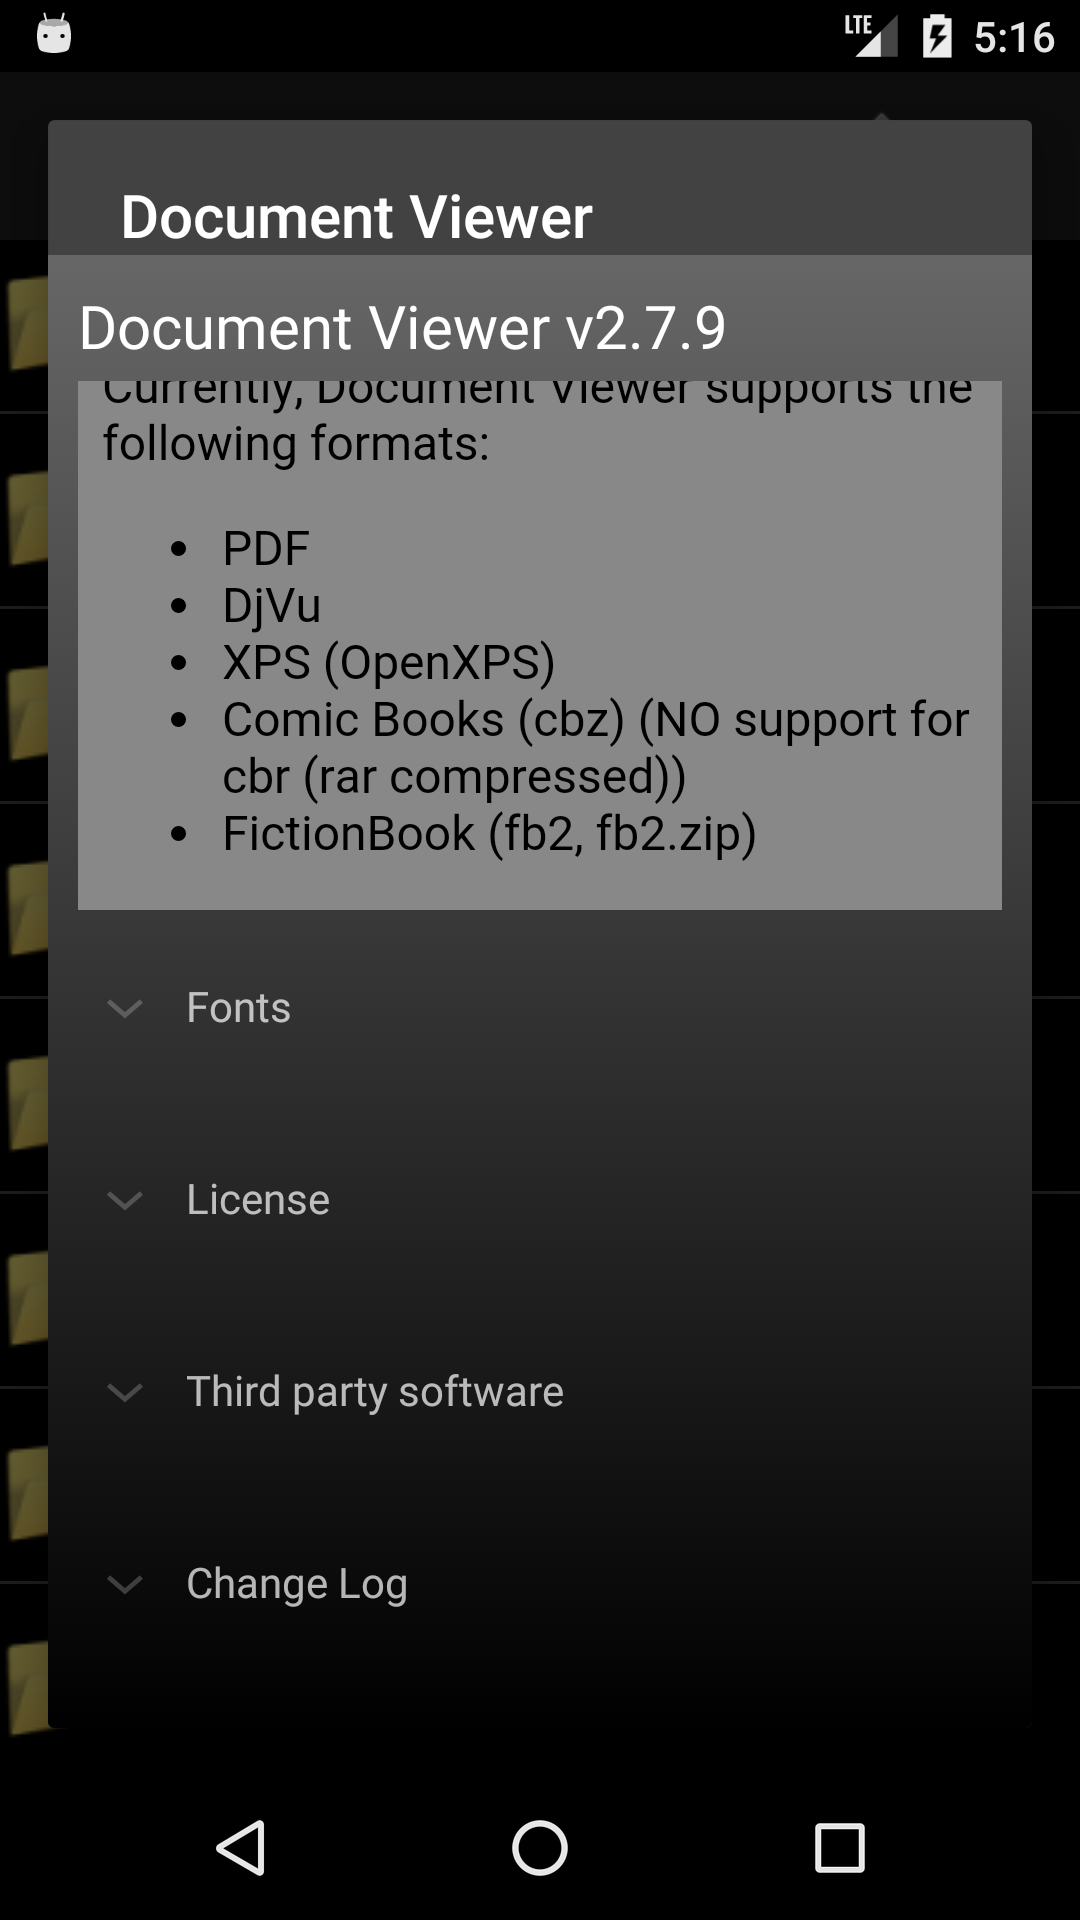 LTE 5:16
Document Viewer
Document Viewer v2.7.9
Currently, Document Viewer supports the
following formats:
• PDF
• DjVu
• XPS (OpenXPS)
• Comic Books (cbz) (NO support for
cbr (rar compressed))
• FictionBook (fb2, fb2.zip)
Fonts
License
Third party software
Change Log